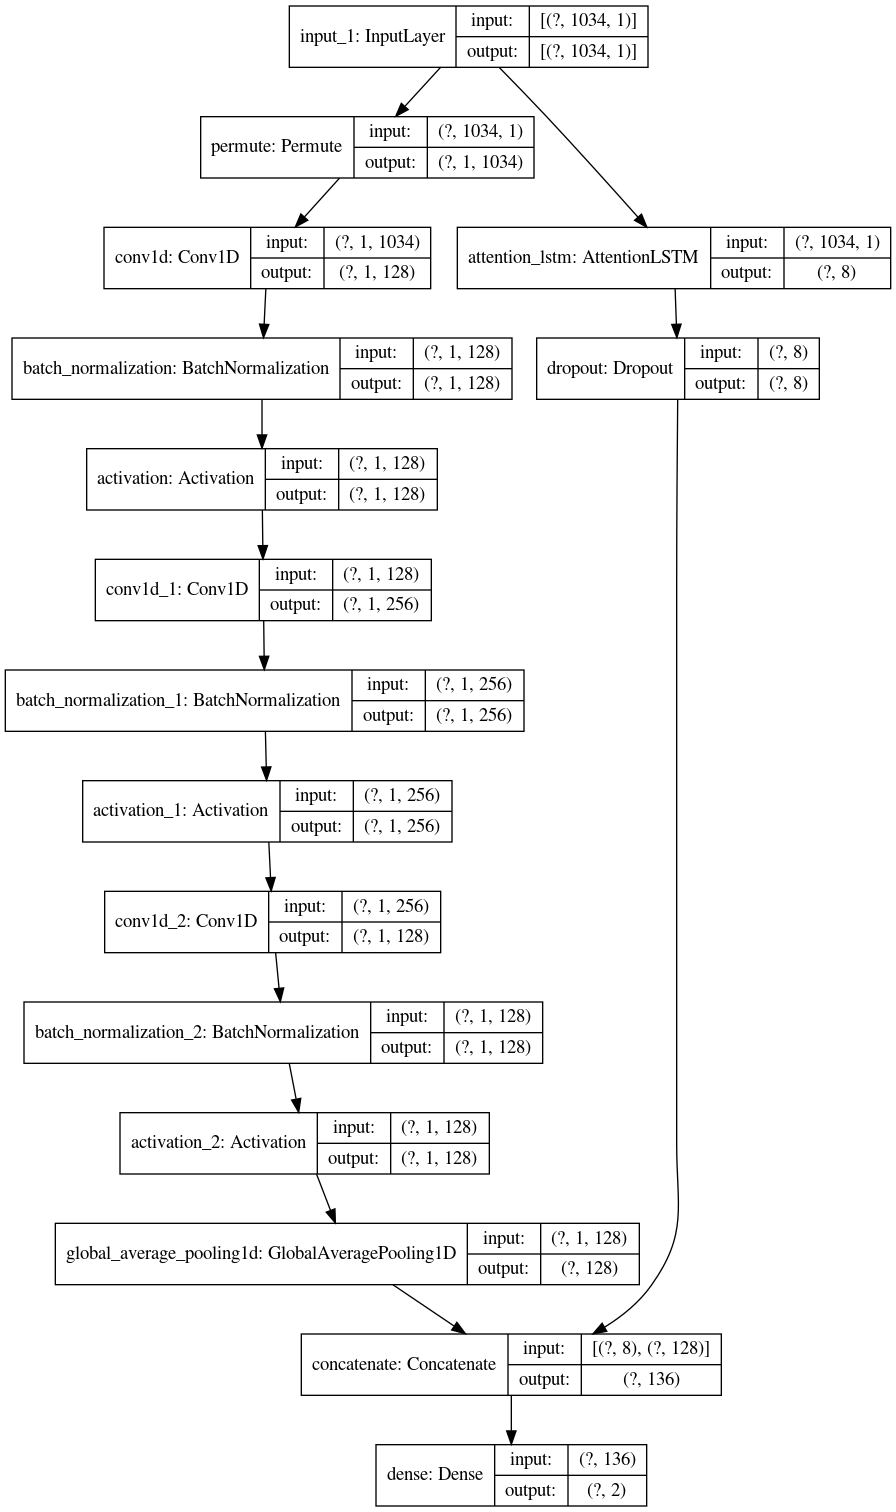 input_1: InputLayer
input: [(?, 1034, 1)]
output: [(?, 1034, 1)]
permute: Permute
input: (?, 1034, 1)
output: (?, 1, 1034)
conv1d: Conv1D
input: (?, 1, 1034)
output: (?, 1, 128)
attention_lstm: AttentionLSTM
input: (?, 1034, 1)
output: (?, 8)
batch_normalization: BatchNormalization
input: (?, 1, 128)
output: (?, 1, 128)
dropout: Dropout
input: (?, 8)
output: (?, 8)
activation: Activation
input: (?, 1, 128)
output: (?, 1, 128)
conv1d_1: Conv1D
input: (?, 1, 128)
output: (?, 1, 256)
batch_normalization_1: BatchNormalization
input: (?, 1, 256)
output: (?, 1, 256)
activation_1: Activation
input: (?, 1, 256)
output: (?, 1, 256)
conv1d_2: Conv1D
input: (?, 1, 256)
output: (?, 1, 128)
batch_normalization_2: BatchNormalization
input: (?, 1, 128)
output: (?, 1, 128)
activation_2: Activation
input: (?, 1, 128)
output: (?, 1, 128)
global_average_pooling1d: GlobalAveragePooling1D
input: (?, 1, 128)
output: (?, 128)
concatenate: Concatenate
input: [(?, 8), (?, 128)]
output: (?, 136)
dense: Dense
input: (?, 136)
output: (?, 2)